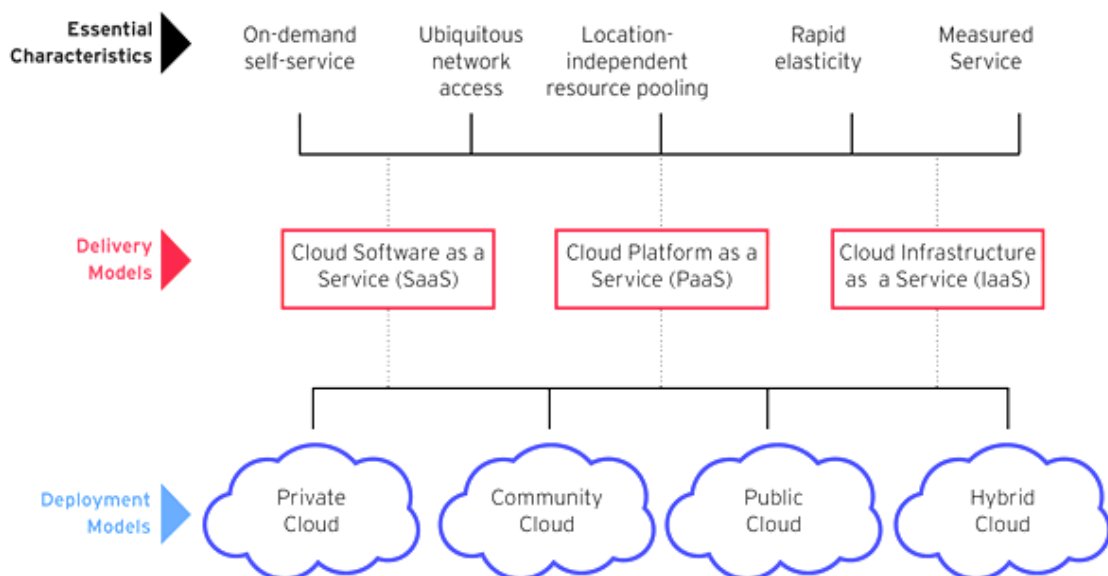 Essential
Characteristics
On-demand
self-service
Ubiquitous
network
access
Location-
independent
resource pooling
Rapid
elasticity
Measured
Service
Delivery
Models
Cloud Software as a
Service (SaaS)
Cloud Platform as a
Service (PaaS)
Cloud Infrastructure
as a Service (IaaS)
Deployment
Models
Private
Cloud
Community
Cloud
Public
Cloud
Hybrid
Cloud